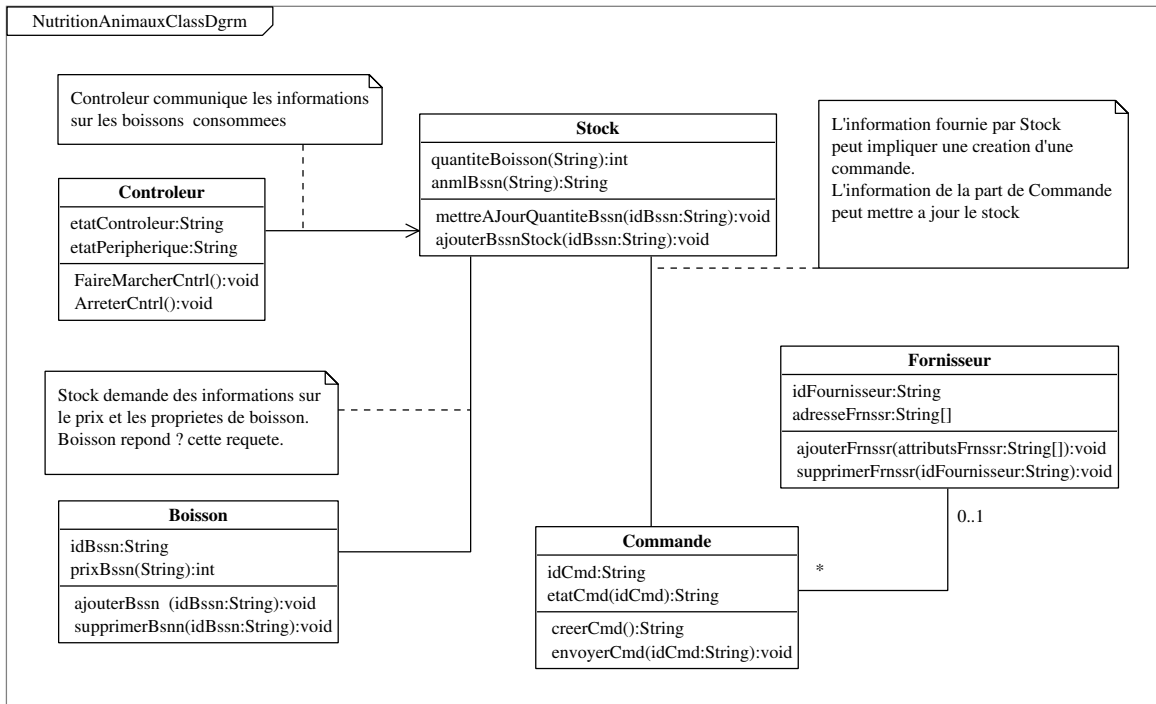 NutritionAnimauxClassDgrm
Controleur communique les informations
sur les boissons consommees
Stock
quantiteBoisson(String):int
anmlBssn(String):String
mettreAJourQuantiteBssn(idBssn:String):void
ajouterBssnStock(idBssn:String):void
L'information fournie par Stock
peut impliquer une creation d'une
commande.
L'information de la part de Commande
peut mettre a jour le stock
Controleur
etatControleur:String
etatPeripherique:String
FaireMarcherCntrl():void
ArreterCntrl():void
Stock demande des informations sur
le prix et les proprietes de boisson.
Boisson repond ? cette requete.
Fornisseur
idFournisseur:String
adresseFrnssr:String[]
ajouterFrnssr(attributsFrnssr:String[]):void
supprimerFrnssr(idFournisseur:String):void
0..1
*
Boisson
idBssn:String
prixBssn(String):int
ajouterBssn (idBssn:String):void
supprimerBsnn(idBssn:String):void
Commande
idCmd:String
etatCmd(idCmd):String
creerCmd():String
envoyerCmd(idCmd:String):void